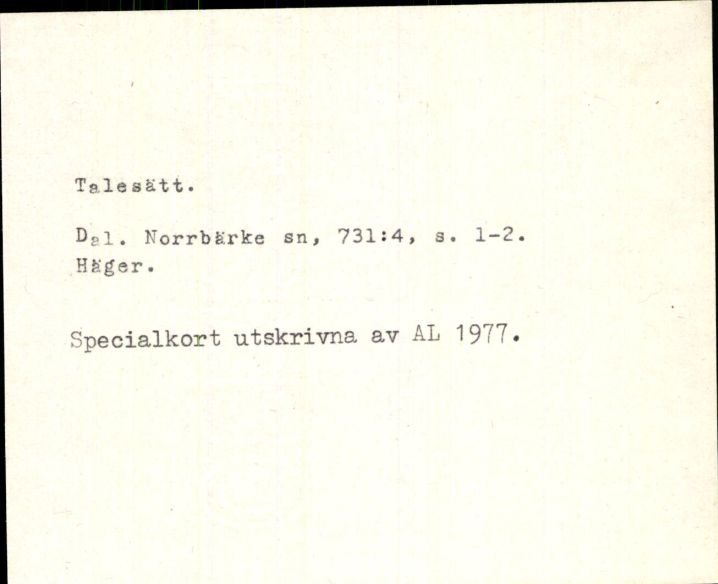 Talesätt.
Dal. Norrbärke sn, 731:4, s. 1-2.
Häger.
Specialkort utskrivna av AL 1977.